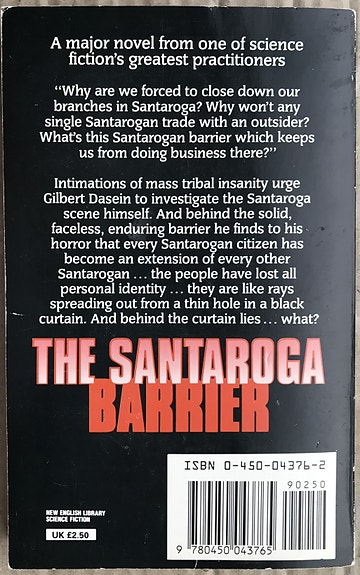 A major novel from one of science
fiction's greatest practitioners
"Why are we forced to close down our
branches in Santaroga? Why won't any
single Santarogan trade with an outsider?
What's this Santarogan barrier which keeps
us from doing business there?"
Intimations of mass tribal insanity urge
Gilbert Dasein to investigate the Santaroga
scene himself. And behind the solid,
faceless, enduring barrier he finds to his
horror that every Santarogan citizen has
become an extension of every other
Santarogan ... the people have lost all
personal identity ... they are like rays
spreading out from a thin hole in a black
curtain. And behind the curtain lies ... what?
THE SANTAROGA
BARRIER
ISBN 0-450-04376-2
90250
9 780450 043765
NEW ENGLISH LIBRARY
SCIENCE FICTION
UK £2.50